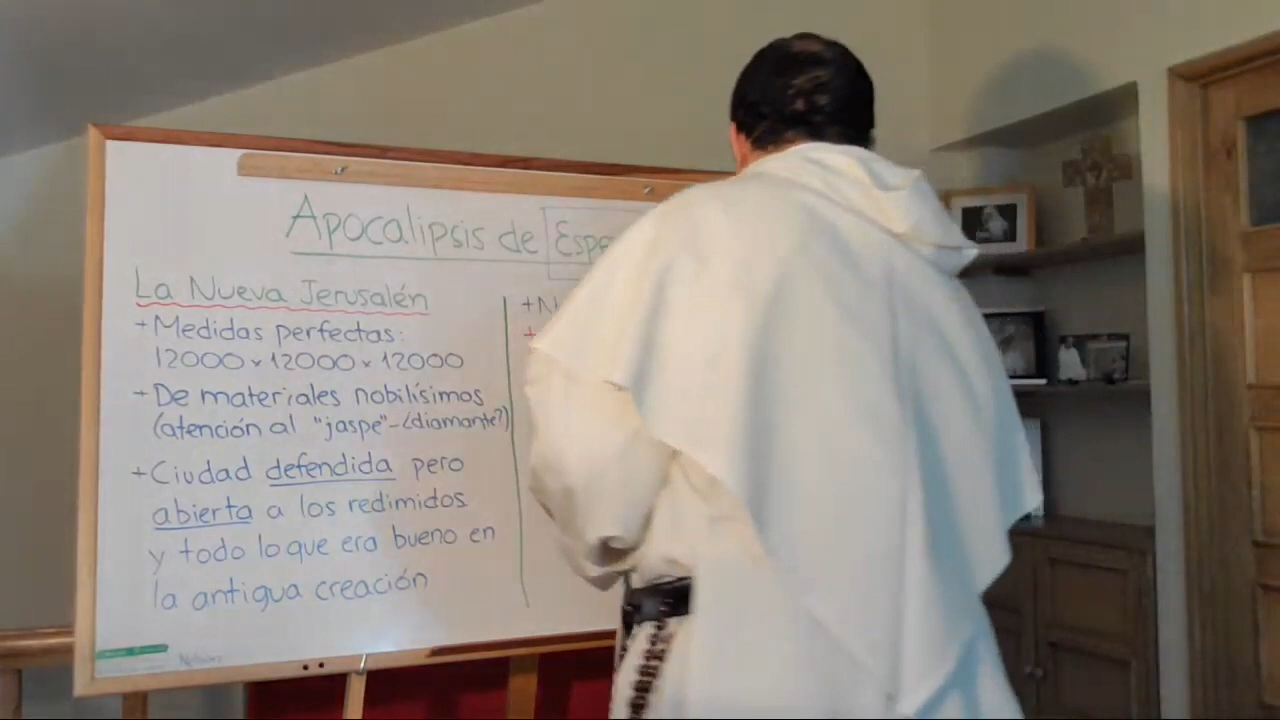 Apocalipsis de Espe
La Nueva Jerusalén
+Medidas perfectas:
12000 x 12000 x 12000
+De materiales nobilísimos
(atención al "jaspe"-¿diamante?)
+Ciudad defendida pero
abierta a los redimidos
y todo lo que era bueno en
la antigua creación
+N
+